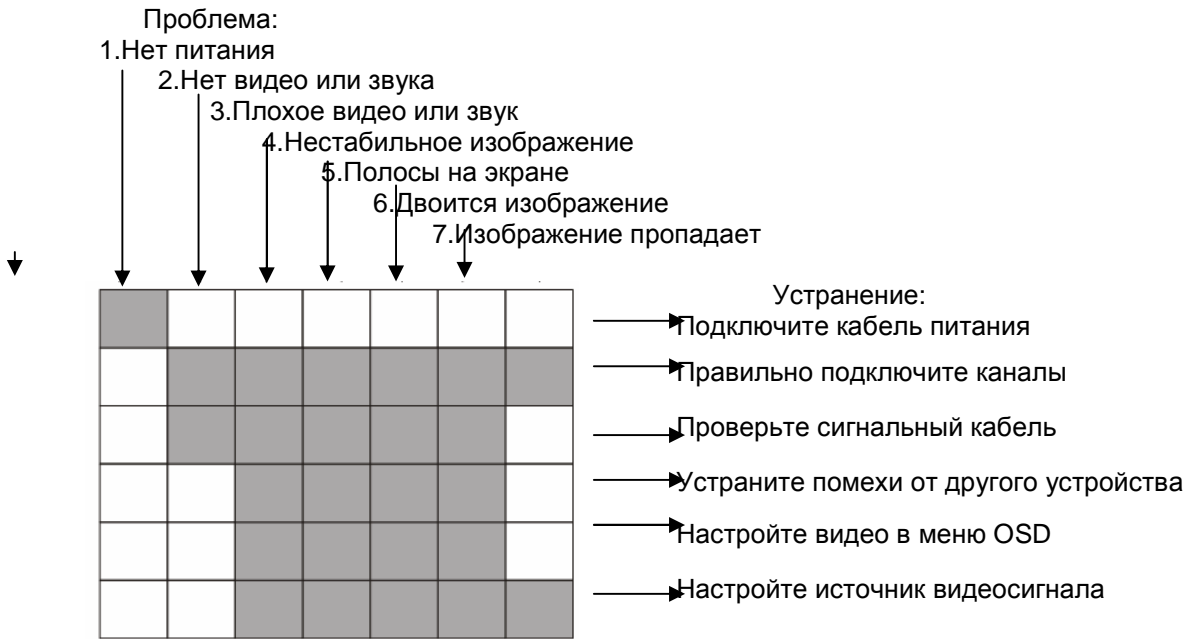 Проблема:
1.Нет питания
2.Нет видео или звука
3.Плохое видео или звук
4.Нестабильное изображение
5.Полосы на экране
6.Двоится изображение
7.Изображение пропадает
Устранение:
Подключите кабель питания
Правильно подключите каналы
Проверьте сигнальный кабель
Устраните помехи от другого устройства
Настройте видео в меню OSD
Настройте источник видеосигнала